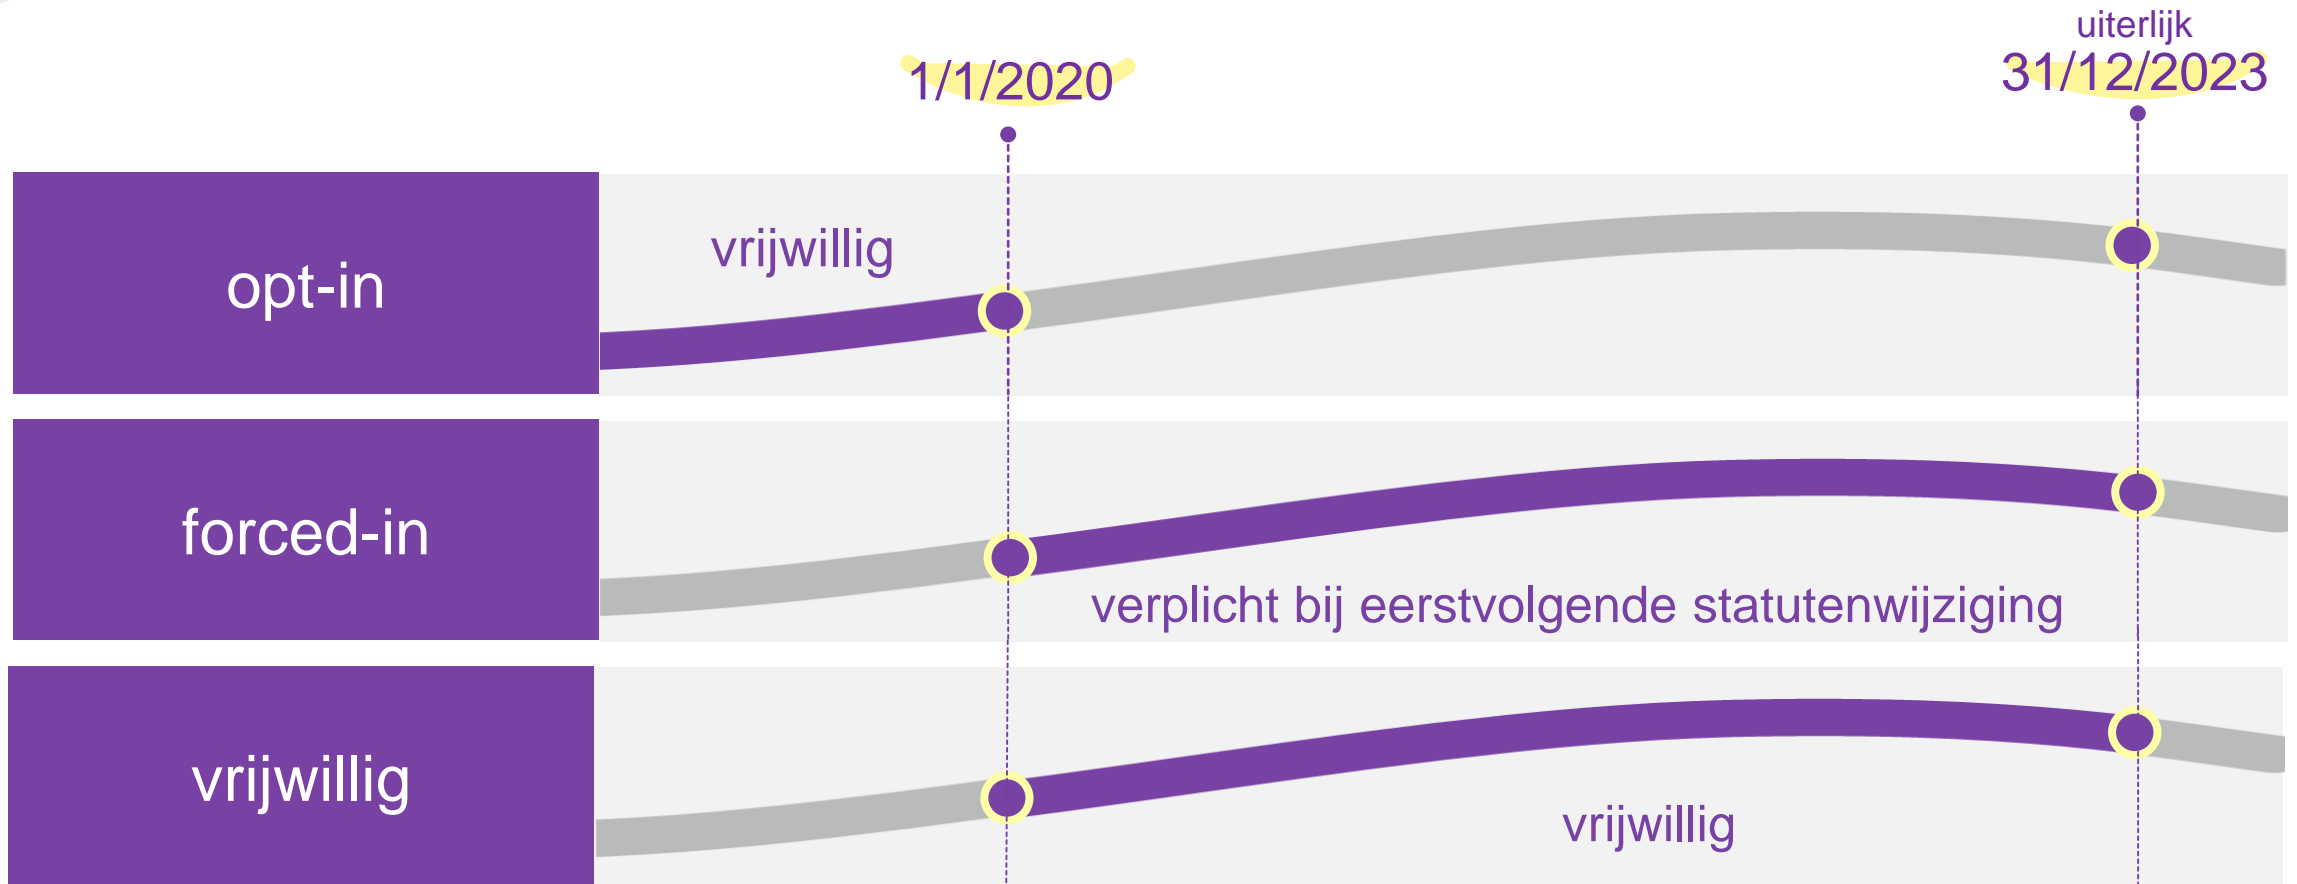 uiterlijk
1/1/2020
31/12/2023
opt-in
vrijwillig
forced-in
verplicht bij eerstvolgende statutenwijziging
vrijwillig
vrijwillig